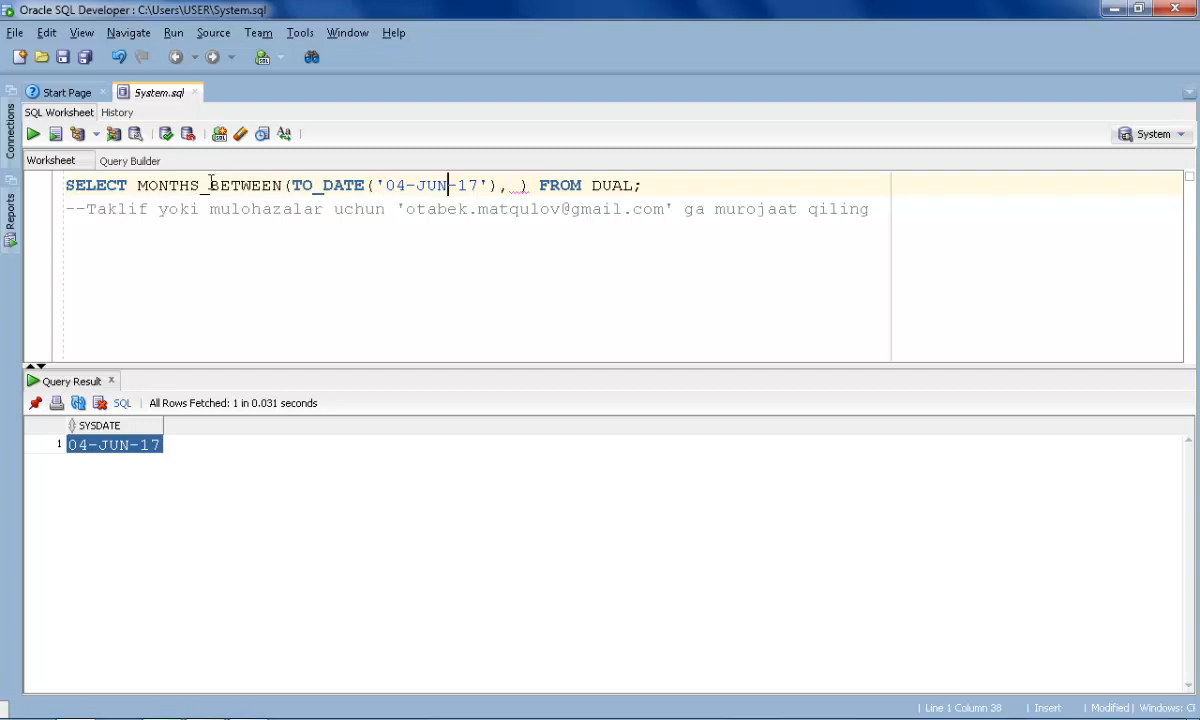 Oracle SQL Developer : C:\Users\USER\System.sql
File Edit View Navigate Run Source Team Tools Window Help
Start Page System.sql
SQL Worksheet History
System
Worksheet Query Builder
SELECT MONTHS_BETWEEN(TO_DATE('04-JUN-17'), ) FROM DUAL;
--Taklif yoki mulohazalar uchun 'otabek.matqulov@gmail.com' ga murojaat qiling
Connections
Reports
Query Result
SQL All Rows Fetched: 1 in 0.031 seconds
SYSDATE
1 04-JUN-17
Line 1 Column 38 Insert Modified Windows: Cl